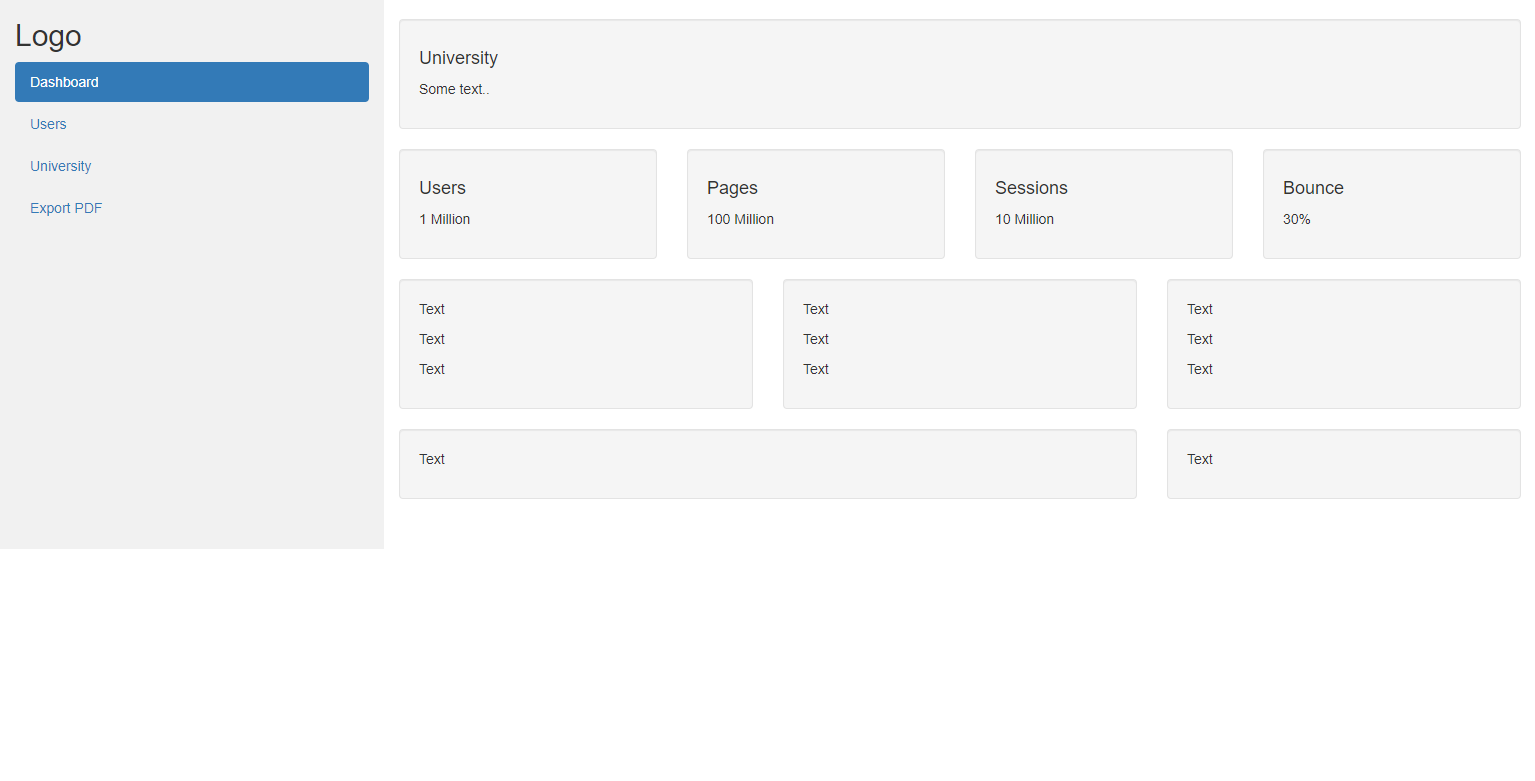 Logo
Dashboard
Users
University
Export PDF
University
Some text..
Users
1 Million
Pages
100 Million
Sessions
10 Million
Bounce
30%
Text
Text
Text
Text
Text
Text
Text
Text
Text
Text
Text